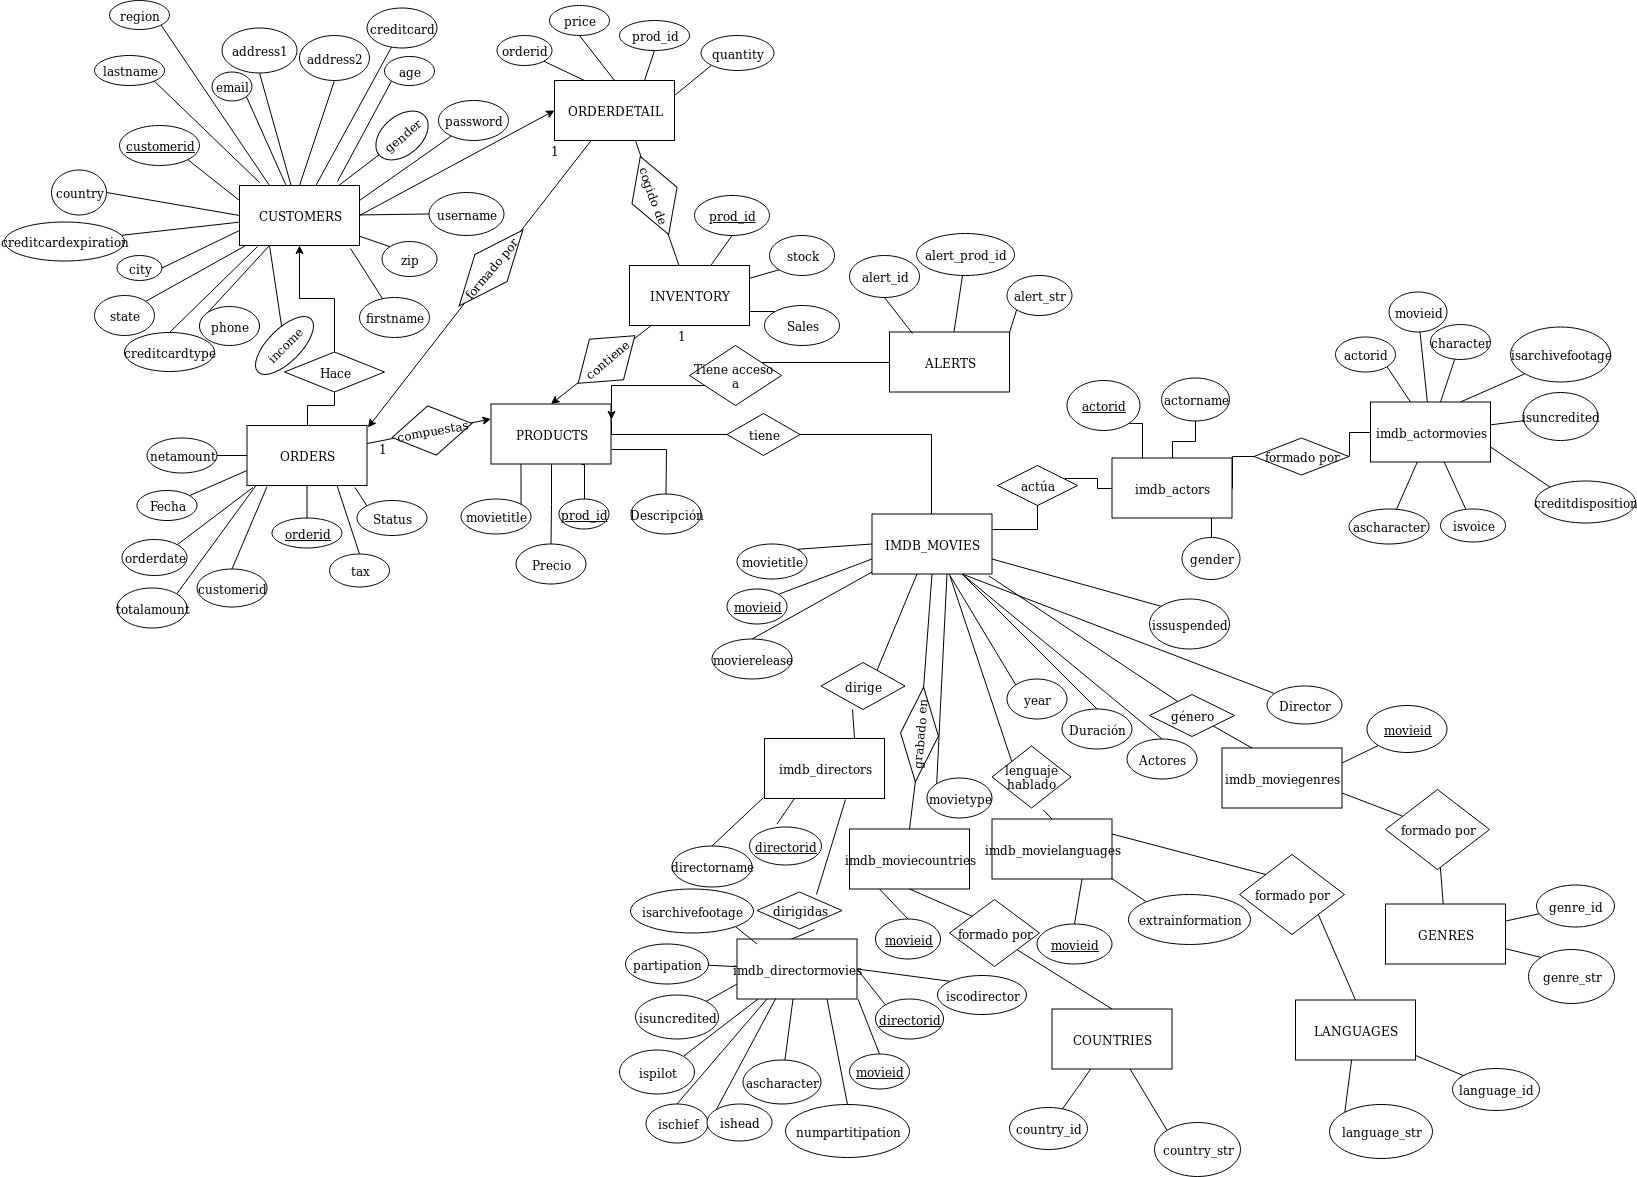 region
lastname
address1
email
address2
creditcard
age
gender
password
customerid
country
creditcardexpiration
city
state
creditcardtype
phone
income
CUSTOMERS
username
zip
firstname
Hace
orderid
price
prod_id
quantity
ORDERDETAIL
1
formado por
cogido de
prod_id
stock
Sales
INVENTORY
1
contiene
Tiene acceso
a
alert_id
alert_prod_id
alert_str
ALERTS
ORDERS
1
compuestas
netamount
Fecha
orderdate
totalamount
customerid
orderid
tax
Status
PRODUCTS
movietitle
Precio
prod_id
Descripción
tiene
actúa
actorid
actorname
imdb_actors
gender
formado por
imdb_actormovies
actorid
movieid
character
isarchivefootage
isuncredited
creditdisposition
ascharacter
isvoice
IMDB_MOVIES
movietitle
movieid
movierelease
issuspended
Director
year
Duración
Actores
movietype
dirige
grabado en
lenguaje
hablado
género
imdb_directors
directorname
directorid
dirigidas
imdb_moviecountries
movieid
formado por
imdb_movielanguages
movieid
extrainformation
formado por
imdb_moviegenres
movieid
formado por
GENRES
genre_id
genre_str
LANGUAGES
language_id
language_str
COUNTRIES
country_id
country_str
imdb_directormovies
isarchivefootage
partipation
isuncredited
ispilot
ischief
ishead
ascharacter
numpartitipation
movieid
directorid
iscodirector